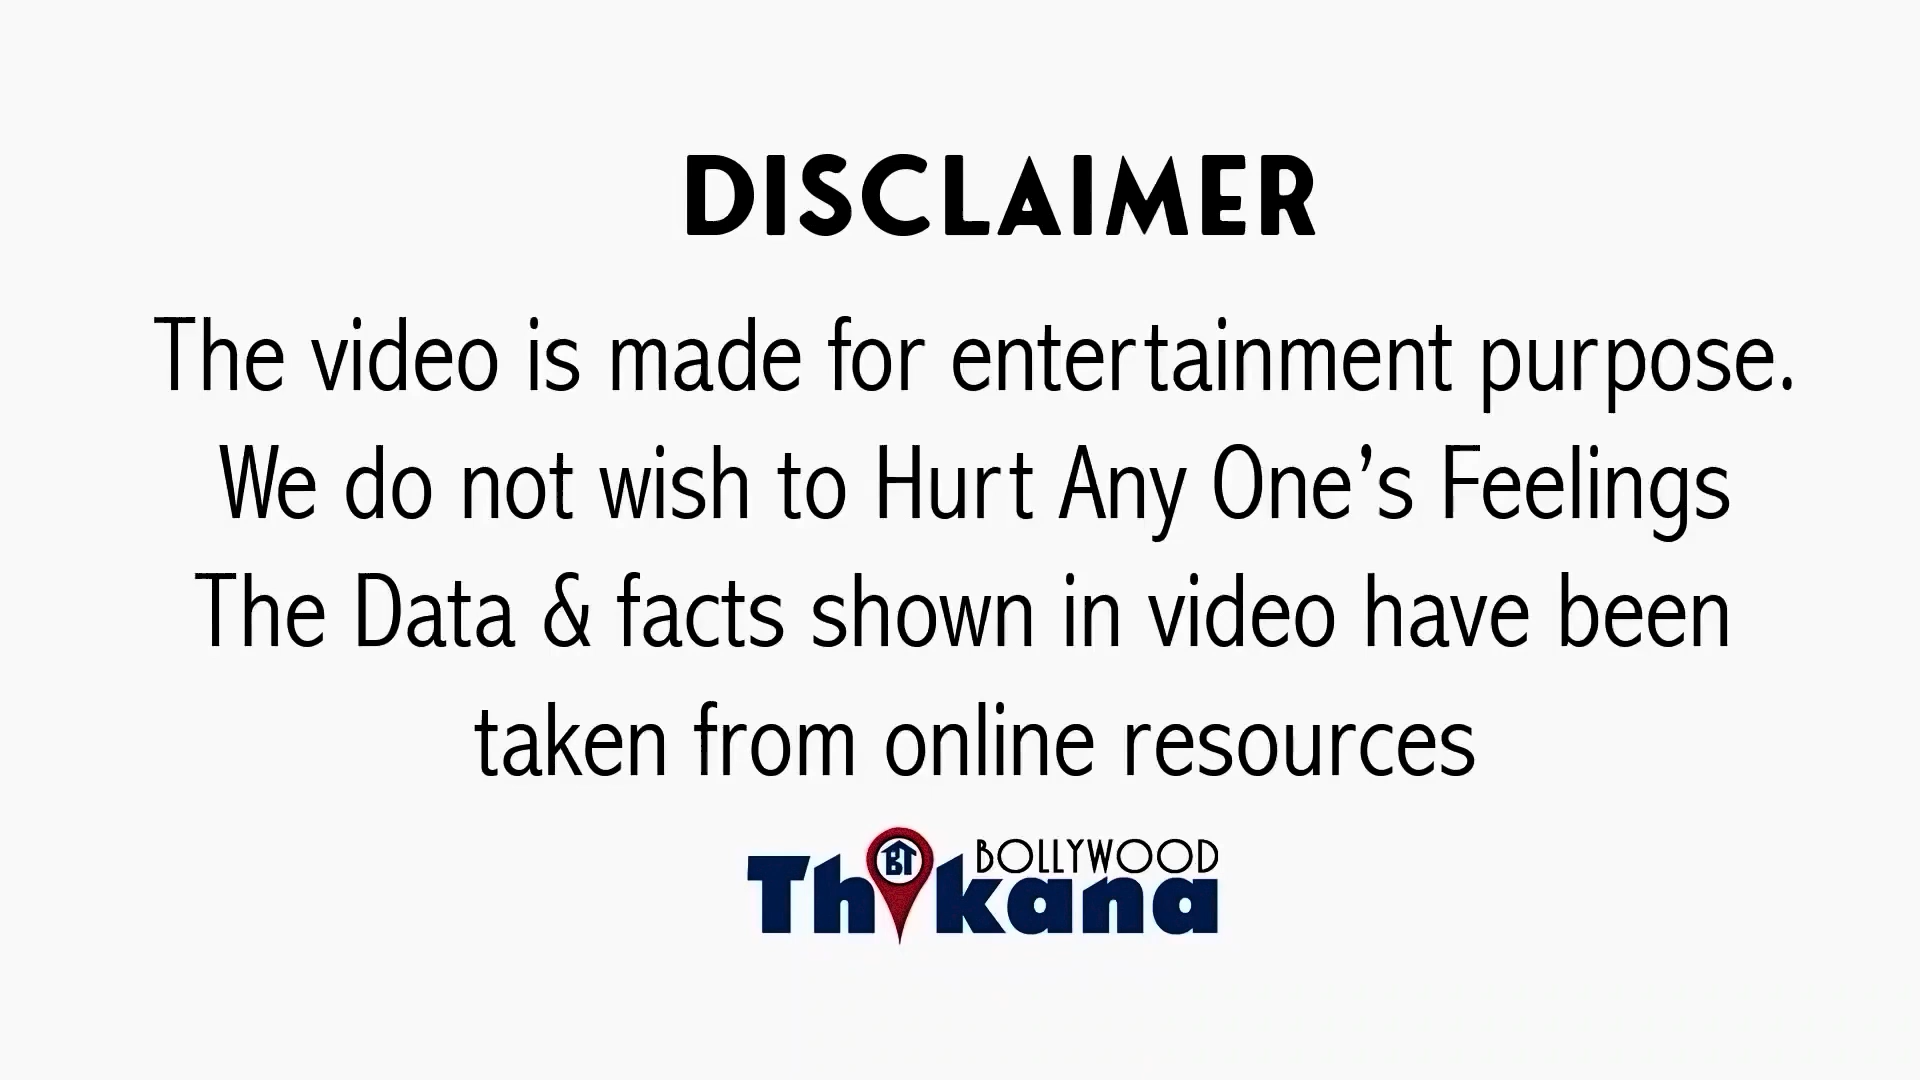 DISCLAIMER
The video is made for entertainment purpose.
We do not wish to Hurt Any One’s Feelings
The Data & facts shown in video have been
taken from online resources
BOLLYWOOD
BT
Thikana